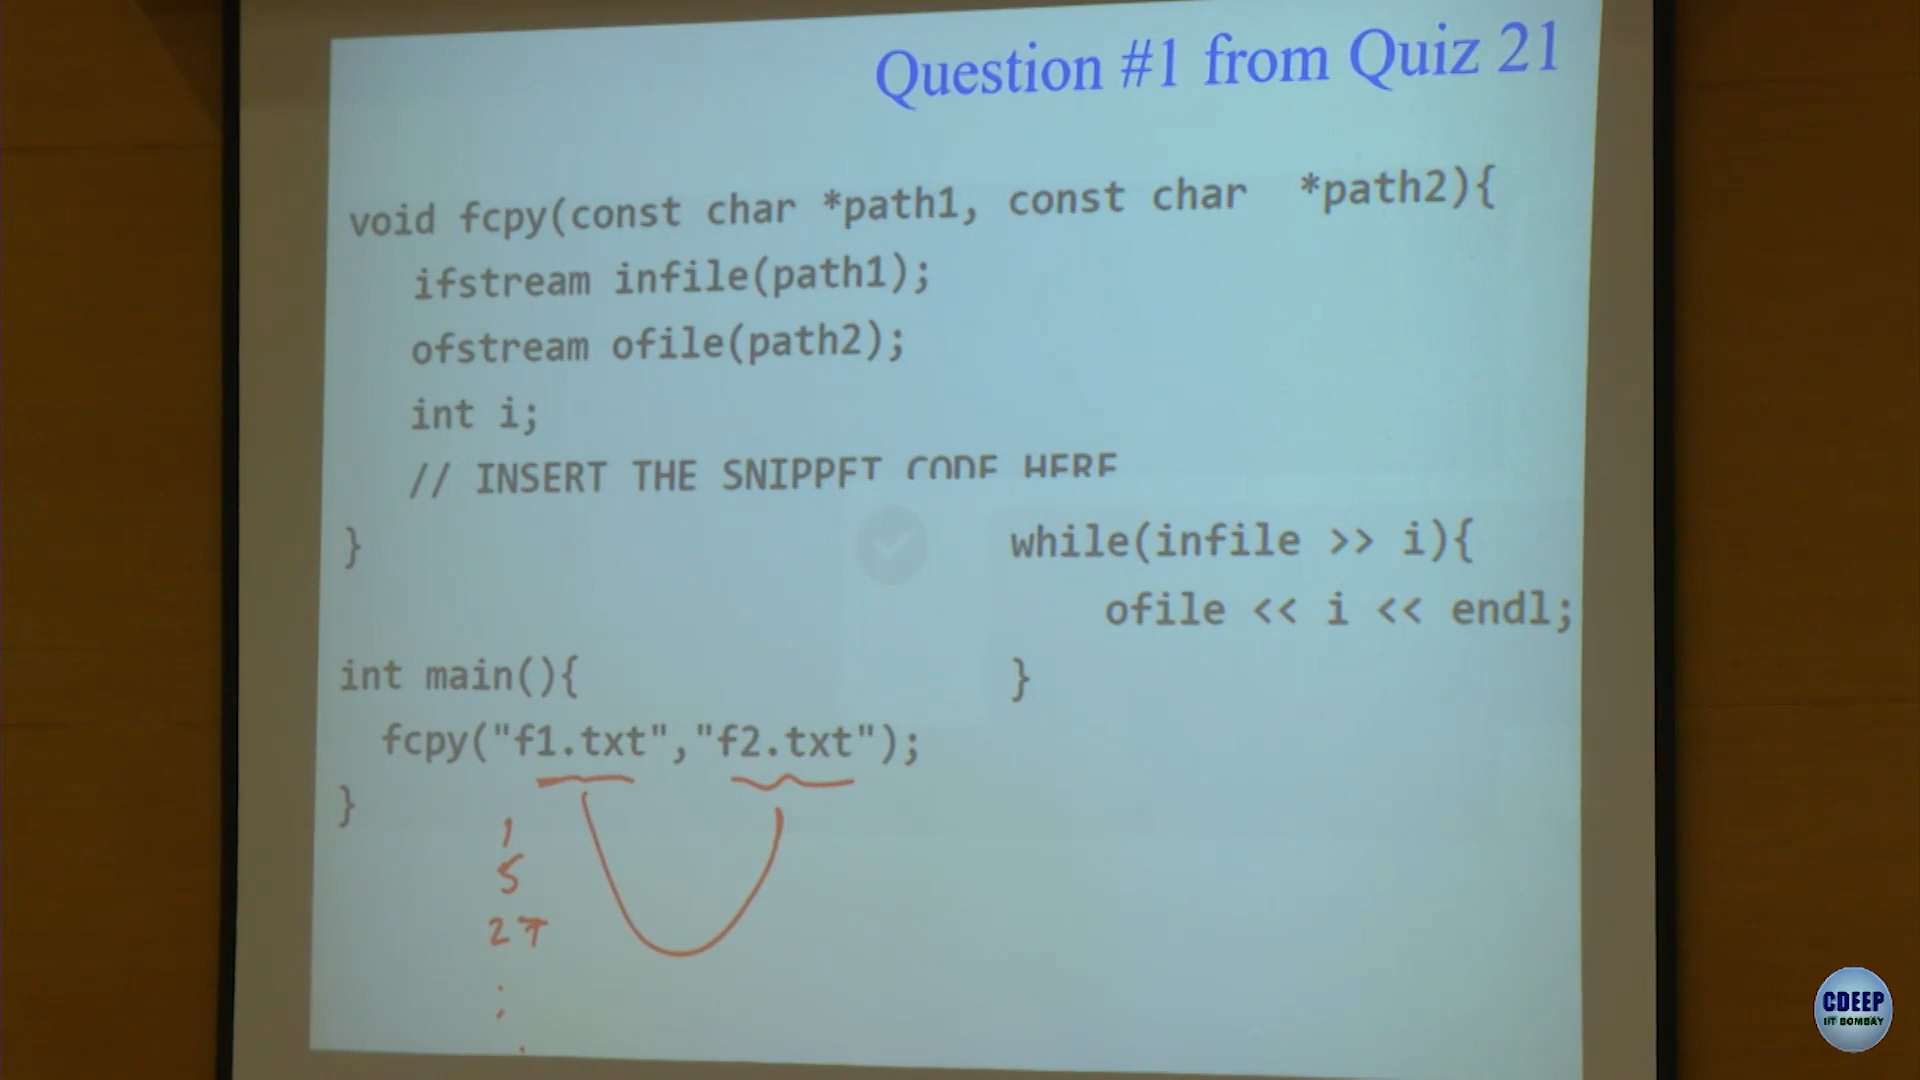 Question #1 from Quiz 21
void fcpy(const char *path1, const char *path2){
ifstream infile(path1);
ofstream ofile(path2);
int i;
// INSERT THE SNIPPET CODE HERE
}
while(infile >> i){
ofile << i << endl;
}
int main(){
fcpy("f1.txt","f2.txt");
}
1
5
27
CDEEP
IIT BOMBAY